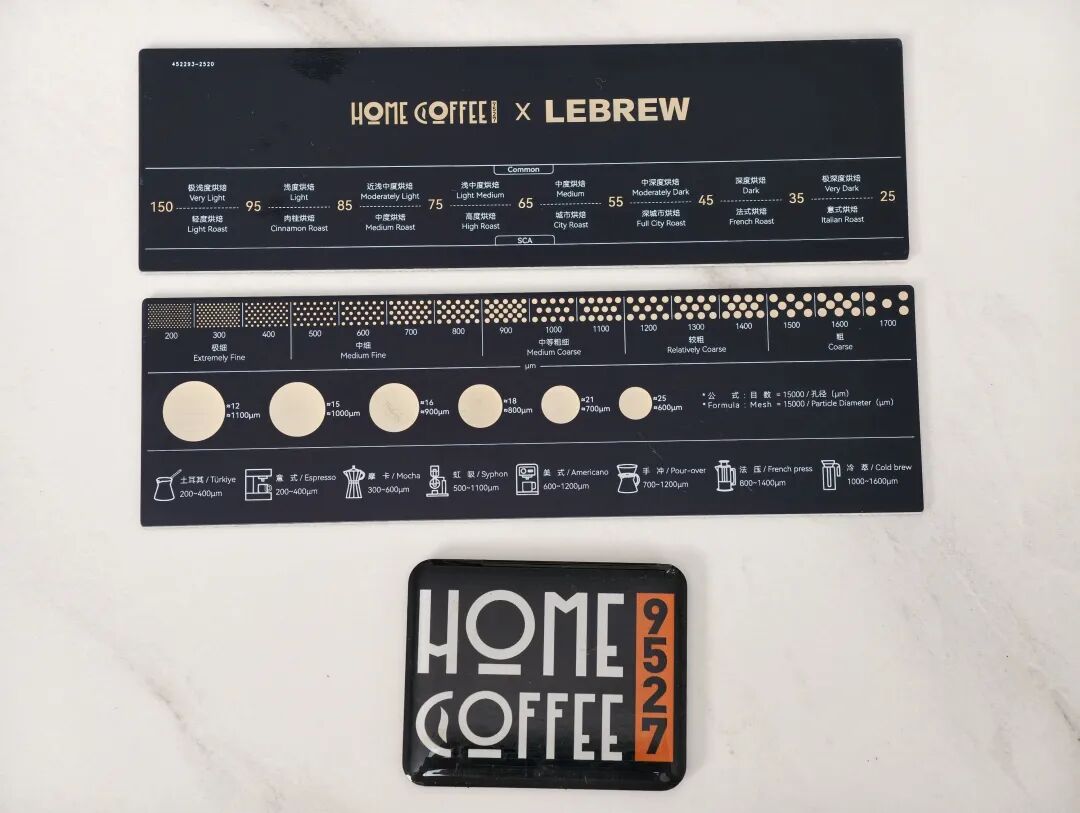 452293-2520
HOME COFFEE 9527 X LEBREW
Common
极浅度烘焙 浅度烘焙 近浅中度烘焙 浅中度烘焙 中度烘焙 中深度烘焙 深度烘焙 极深度烘焙
Very Light Light Moderately Light Light Medium Medium Moderately Dark Dark Very Dark
150 95 85 75 65 55 45 35 25
轻度烘焙 肉桂烘焙 中度烘焙 高度烘焙 城市烘焙 深城市烘焙 法式烘焙 意式烘焙
Light Roast Cinnamon Roast Medium Roast High Roast City Roast Full City Roast French Roast Italian Roast
SCA
200 300 400 500 600 700 800 900 1000 1100 1200 1300 1400 1500 1600 1700
极细 中细 中等粗细 较粗 粗
Extremely Fine Medium Fine Medium Coarse Relatively Coarse Coarse
μm
≈12 ≈15 ≈16 ≈18 ≈21 ≈25
≈1100μm ≈1000μm ≈900μm ≈800μm ≈700μm ≈600μm
*公 式：目 数 = 15000 / 孔径（μm）
*Formula: Mesh = 15000 / Particle Diameter（μm）
土耳其 / Türkiye 意 式 / Espresso 摩 卡 / Mocha 虹 吸 / Syphon 美 式 / Americano 手 冲 / Pour-over 法 压 / French press 冷 萃 / Cold brew
200~400μm 200~400μm 300~600μm 500~1100μm 600~1200μm 700~1200μm 800~1400μm 1000~1600μm
HOME
COFFEE
9527